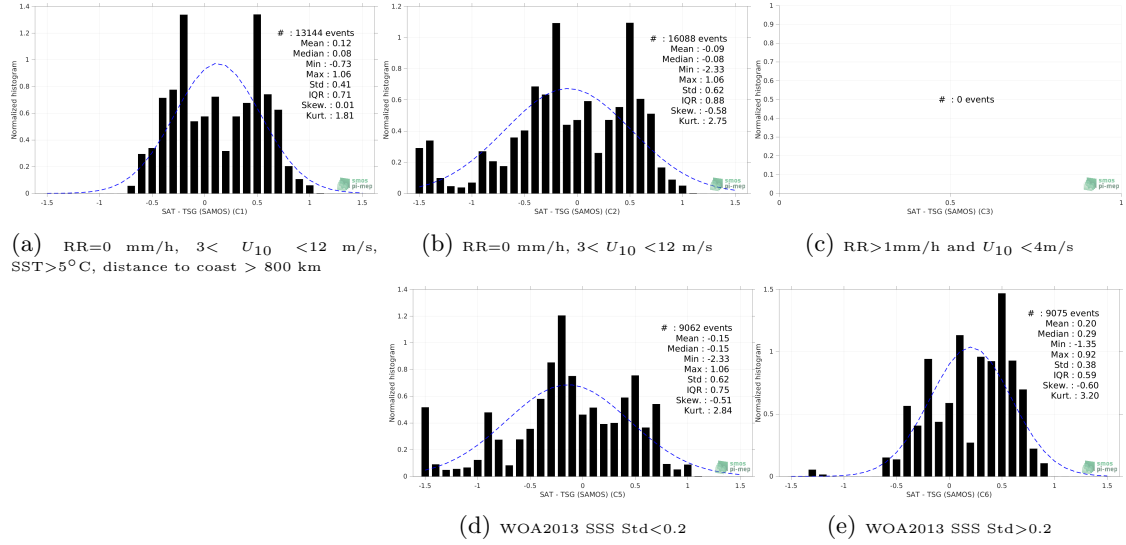 1.4
1.2
1
0.8
0.6
0.4
0.2
0
Normalized histogram
# : 13144 events
Mean : 0.12
Median : 0.08
Min : -0.73
Max : 1.06
Std : 0.41
IQR : 0.71
Skew. : 0.01
Kurt. : 1.81
smos
pi-mep
-1.5 -1 -0.5 0 0.5 1 1.5
SAT - TSG (SAMOS) (C1)
(a) RR=0 mm/h, 3< U10 <12 m/s,
SST>5°C, distance to coast > 800 km
1.2
1
0.8
0.6
0.4
0.2
0
Normalized histogram
# : 16088 events
Mean : -0.09
Median : -0.08
Min : -2.33
Max : 1.06
Std : 0.62
IQR : 0.88
Skew. : -0.58
Kurt. : 2.75
smos
pi-mep
-1.5 -1 -0.5 0 0.5 1 1.5
SAT - TSG (SAMOS) (C2)
(b) RR=0 mm/h, 3< U10 <12 m/s
1
0.9
0.8
0.7
0.6
0.5
0.4
0.3
0.2
0.1
0
Normalized histogram
# : 0 events
smos
pi-mep
0 0.5 1
SAT - TSG (SAMOS) (C3)
(c) RR>1mm/h and U10 <4m/s
1.4
1.2
1
0.8
0.6
0.4
0.2
0
Normalized histogram
# : 9062 events
Mean : -0.15
Median : -0.15
Min : -2.33
Max : 1.06
Std : 0.62
IQR : 0.75
Skew. : -0.51
Kurt. : 2.84
smos
pi-mep
-1.5 -1 -0.5 0 0.5 1 1.5
SAT - TSG (SAMOS) (C5)
(d) WOA2013 SSS Std<0.2
1.5
1
0.5
0
Normalized histogram
# : 9075 events
Mean : 0.20
Median : 0.29
Min : -1.35
Max : 0.92
Std : 0.38
IQR : 0.59
Skew. : -0.60
Kurt. : 3.20
smos
pi-mep
-1.5 -1 -0.5 0 0.5 1 1.5
SAT - TSG (SAMOS) (C6)
(e) WOA2013 SSS Std>0.2